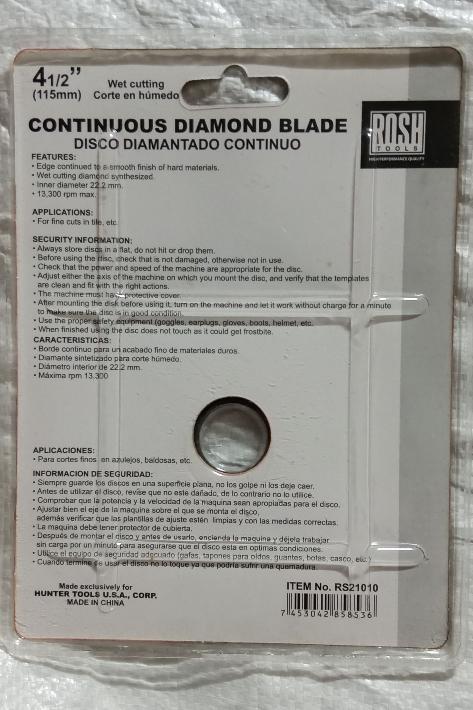 4 1/2”
(115mm)
Wet cutting
Corte en húmedo
CONTINUOUS DIAMOND BLADE
DISCO DIAMANTADO CONTINUO
ROSH
TOOLS
HIGH PERFORMANCE QUALITY
FEATURES:
• Edge continued to a smooth finish of hard materials.
• Wet cutting diamond synthesized.
• Inner diameter 22.2 mm.
• 13,300 rpm max.
APPLICATIONS:
• For fine cuts in tile, etc.
SECURITY INFORMATION:
• Always store discs in a flat, do not hit or drop them.
• Before using the disc, check that is not damaged, otherwise not in use.
• Check that the power and speed of the machine are appropriate for the disc.
• Adjust either the axis of the machine on which you mount the disc, and verify that the templates
are clean and fit with the right actions.
• The machine must have protective cover.
• After mounting the disk before using it, turn on the machine and let it work without charge for a minute
to make sure the disc is in good condition.
• Use the proper safety equipment (goggles, earplugs, gloves, boots, helmet, etc.
• When finished using the disc does not touch as it could get frostbite.
CARACTERISTICAS:
• Borde continuo para un acabado fino de materiales duros.
• Diamante sintetizado para corte húmedo.
• Diámetro interior de 22.2 mm.
• Máxima rpm 13,300
APLICACIONES:
• Para cortes finos en azulejos, baldosas, etc.
INFORMACION DE SEGURIDAD:
• Siempre guarde los discos en una superficie plana, no los golpe ni los deje caer.
• Antes de utilizar el disco, revise que no este dañado, de lo contrario no lo utilice.
• Comprobar que la potencia y la velocidad de la maquina sean apropiadas para el disco.
• Ajustar bien el eje de la maquina sobre el que se monta el disco,
además verificar que las plantillas de ajuste estén limpias y con las medidas correctas.
• La maquina debe tener protector de cubierta.
• Después de montar el disco y antes de usarlo, encienda la maquina y déjela trabajar
sin carga por un minuto para asegurarse que el disco esta en optimas condiciones.
• Utilice el equipo de seguridad adecuado (gafas, tapones para oídos, guantes, botas, casco, etc.)
• Cuando termine de usar el disco no lo toque ya que podría sufrir una quemadura.
Made exclusively for
HUNTER TOOLS U.S.A., CORP.
MADE IN CHINA
ITEM No. RS21010
7 453042 858536